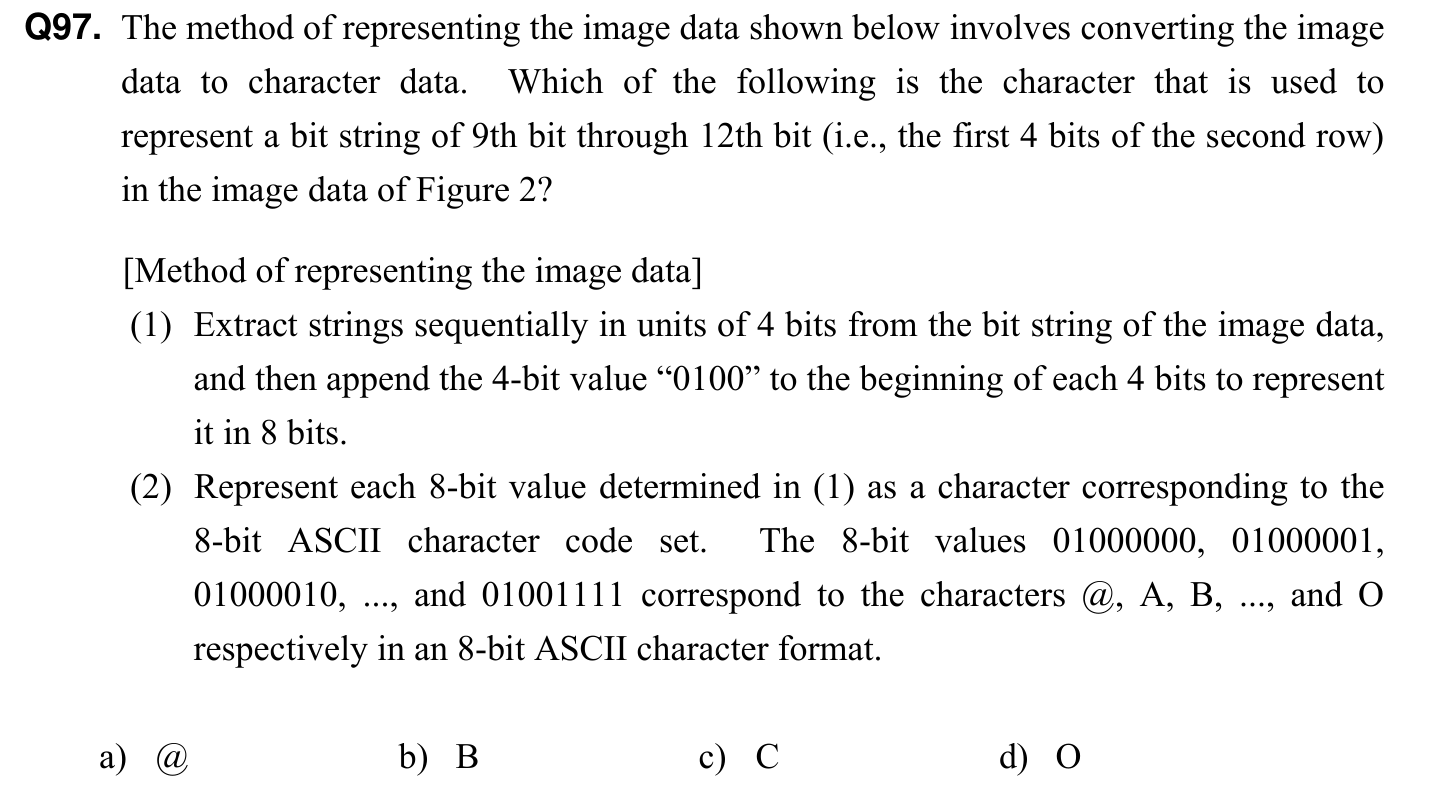 Q97. The method of representing the image data shown below involves converting the image
data to character data. Which of the following is the character that is used to
represent a bit string of 9th bit through 12th bit (i.e., the first 4 bits of the second row)
in the image data of Figure 2?
[Method of representing the image data]
(1) Extract strings sequentially in units of 4 bits from the bit string of the image data,
and then append the 4-bit value “0100” to the beginning of each 4 bits to represent
it in 8 bits.
(2) Represent each 8-bit value determined in (1) as a character corresponding to the
8-bit ASCII character code set. The 8-bit values 01000000, 01000001,
01000010, ..., and 01001111 correspond to the characters @, A, B, ..., and O
respectively in an 8-bit ASCII character format.
a) @ b) B c) C d) O